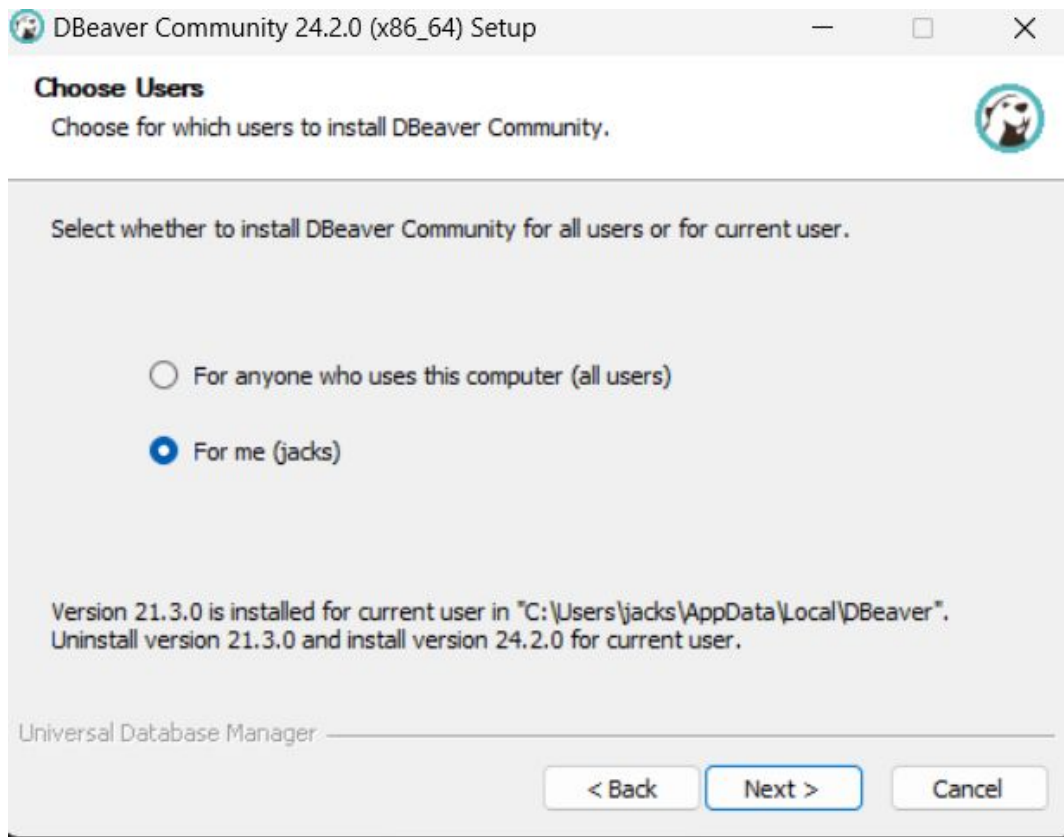 DBeaver Community 24.2.0 (x86_64) Setup
Choose Users
Choose for which users to install DBeaver Community.
Select whether to install DBeaver Community for all users or for current user.
For anyone who uses this computer (all users)
For me (jacks)
Version 21.3.0 is installed for current user in "C:\Users\jacks\AppData\Local\DBeaver".
Uninstall version 21.3.0 and install version 24.2.0 for current user.
Universal Database Manager
< Back Next > Cancel